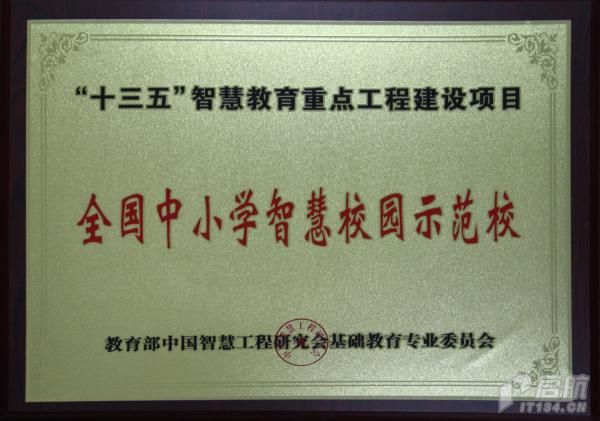 “十三五”智慧教育重点工程建设项目
全国中小学智慧校园示范校
教育部中国智慧工程研究会基础教育专业委员会
启航
IT184.CN